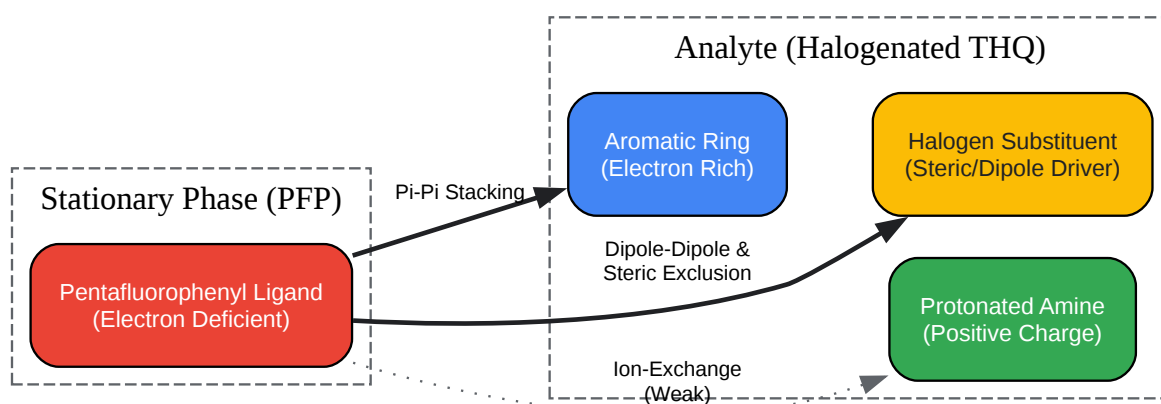 Stationary Phase (PFP)
Pentafluorophenyl Ligand
(Electron Deficient)
Pi-Pi Stacking
Analyte (Halogenated THQ)
Aromatic Ring
(Electron Rich)
Halogen Substituent
(Steric/Dipole Driver)
Dipole-Dipole &
Steric Exclusion
Protonated Amine
(Positive Charge)
Ion-Exchange
(Weak)